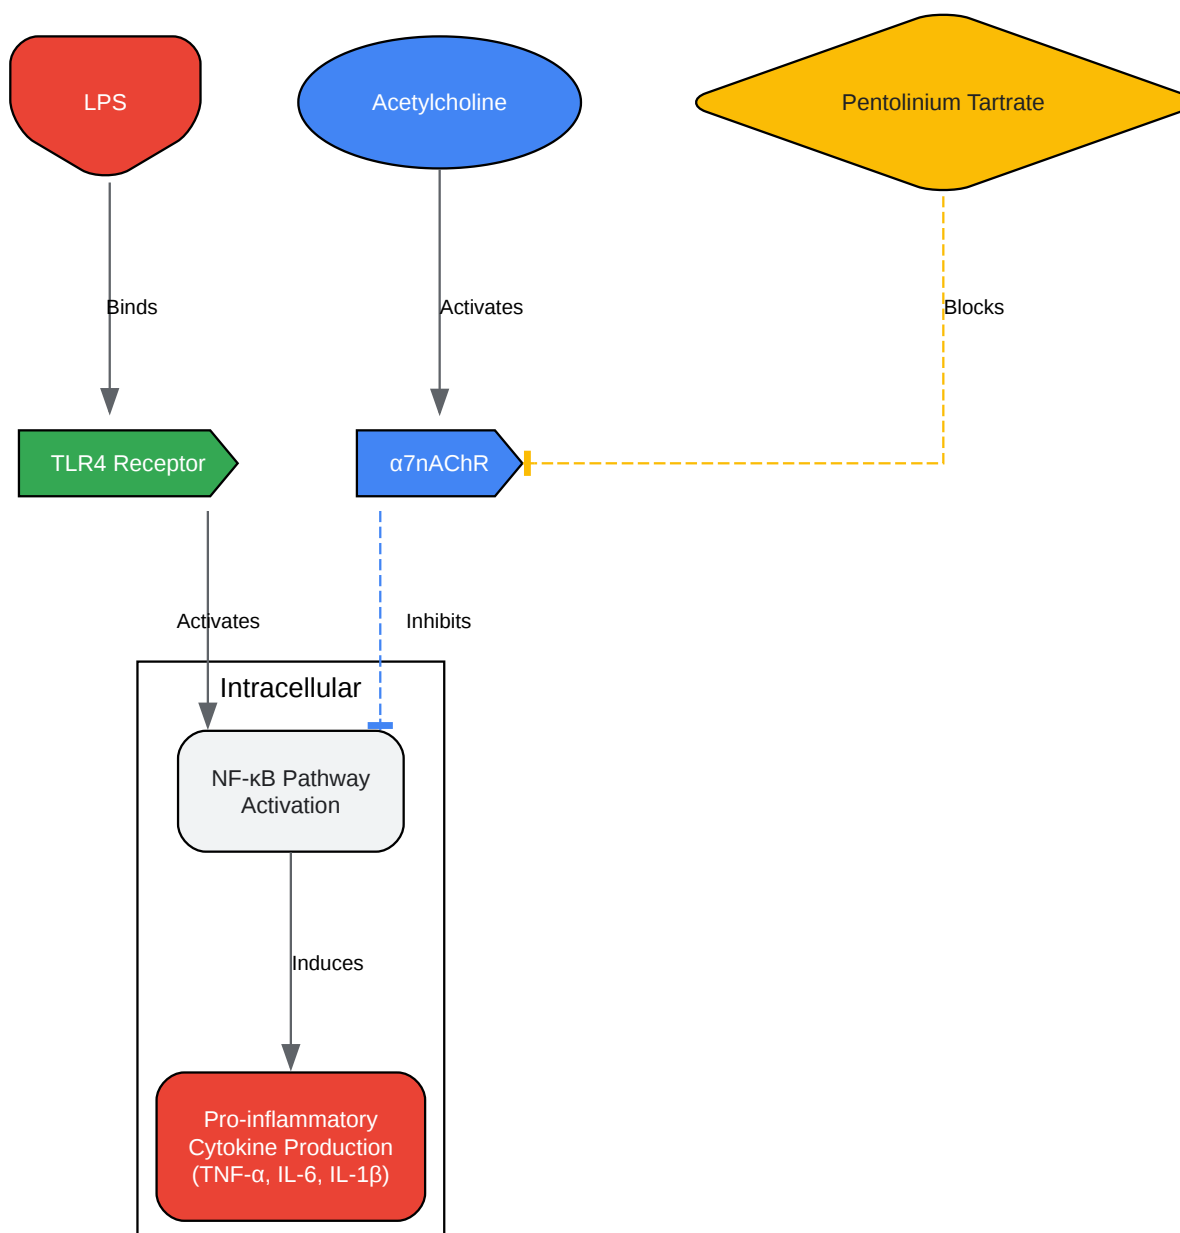 LPS
Acetylcholine
Pentolinium Tartrate
Binds
Activates
Blocks
TLR4 Receptor
α7nAChR
Activates
Inhibits
Intracellular
NF-κB Pathway
Activation
Induces
Pro-inflammatory
Cytokine Production
(TNF-α, IL-6, IL-1β)